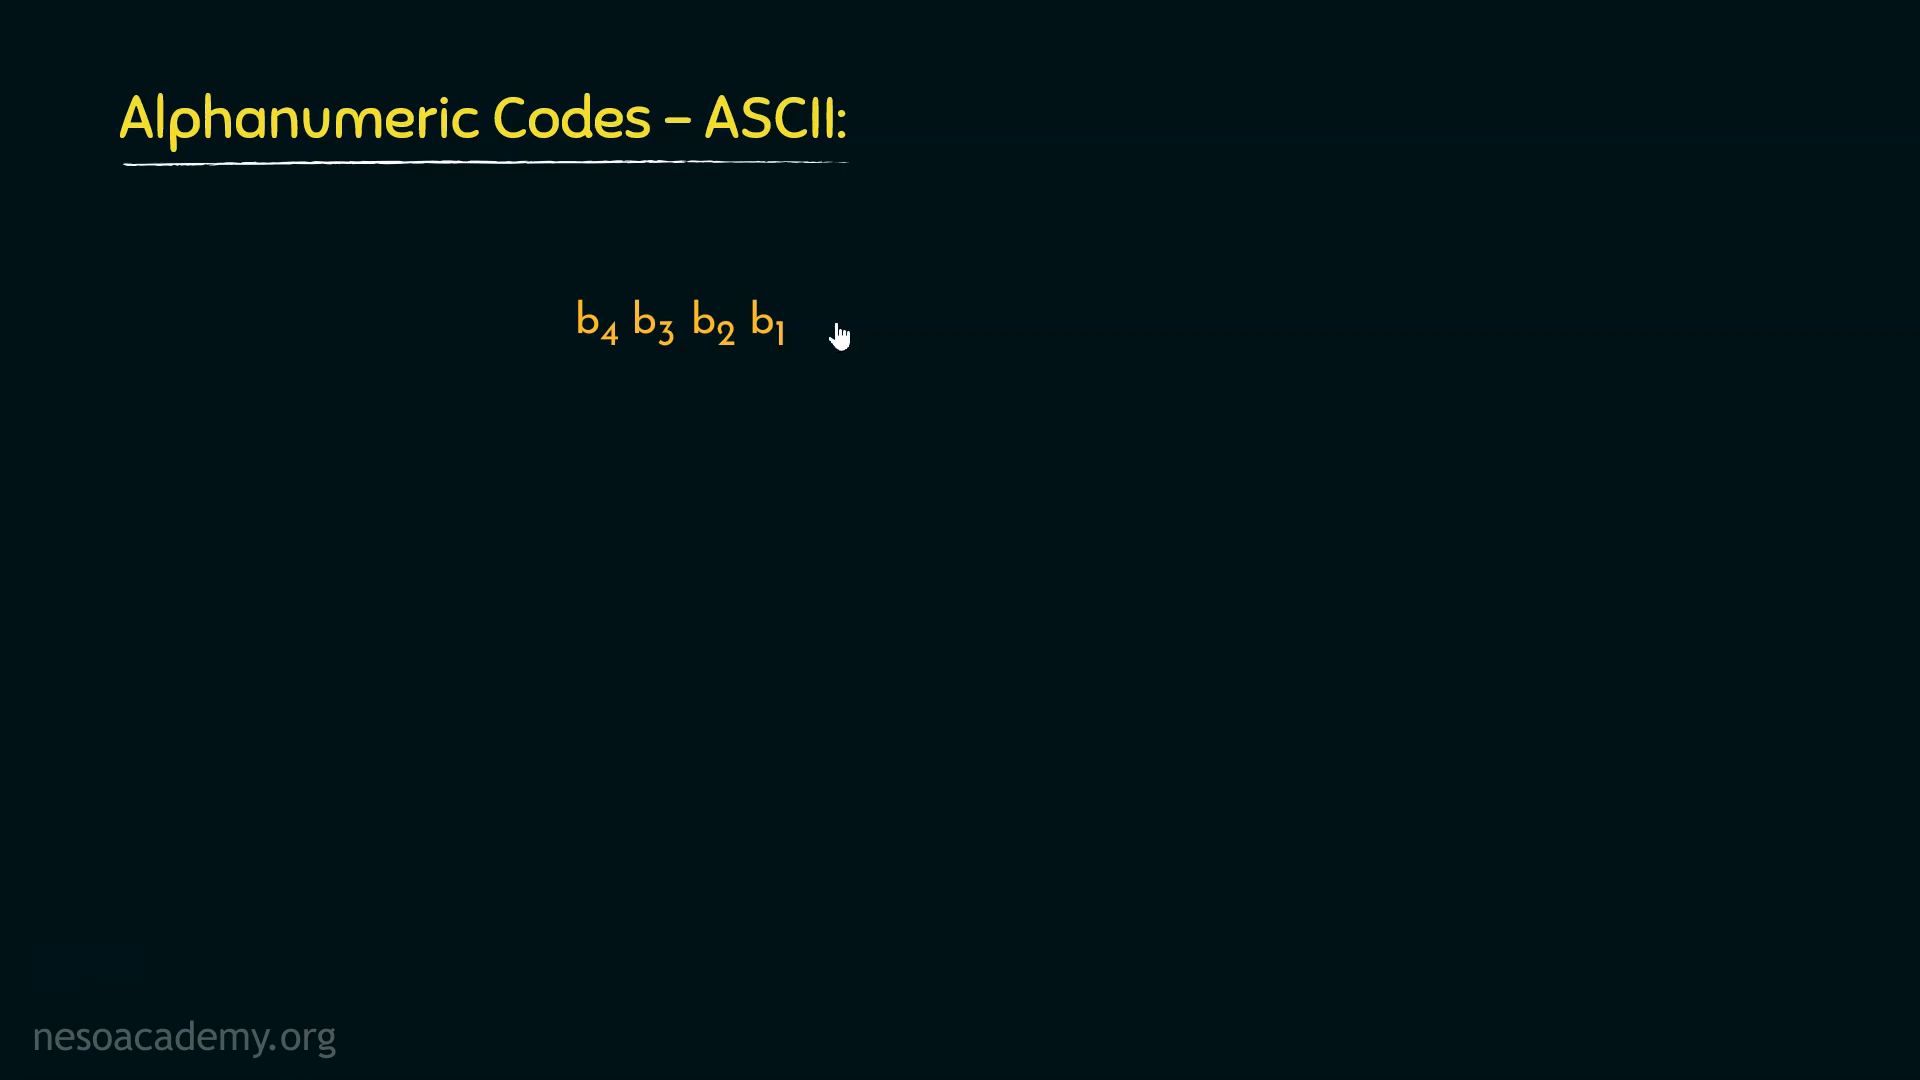 Alphanumeric Codes – ASCII:
b₄ b₃ b₂ b₁
nesoacademy.org